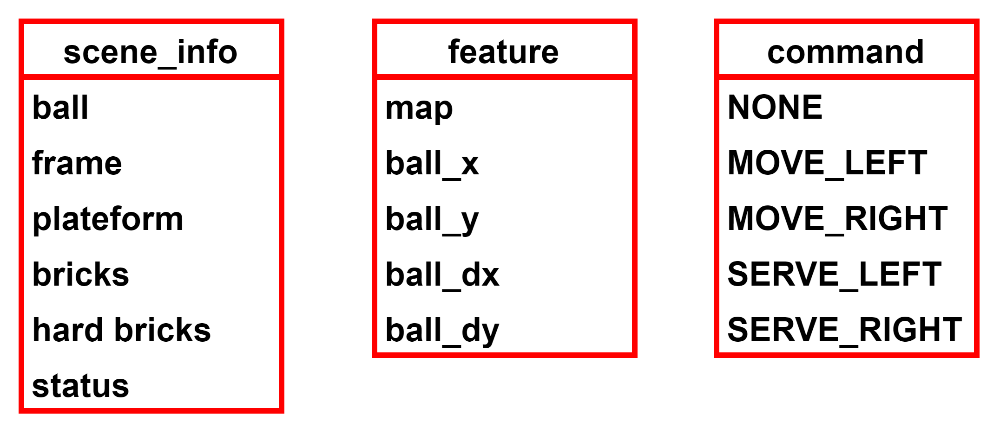 scene_info
ball
frame
plateform
bricks
hard bricks
status
feature
map
ball_x
ball_y
ball_dx
ball_dy
command
NONE
MOVE_LEFT
MOVE_RIGHT
SERVE_LEFT
SERVE_RIGHT